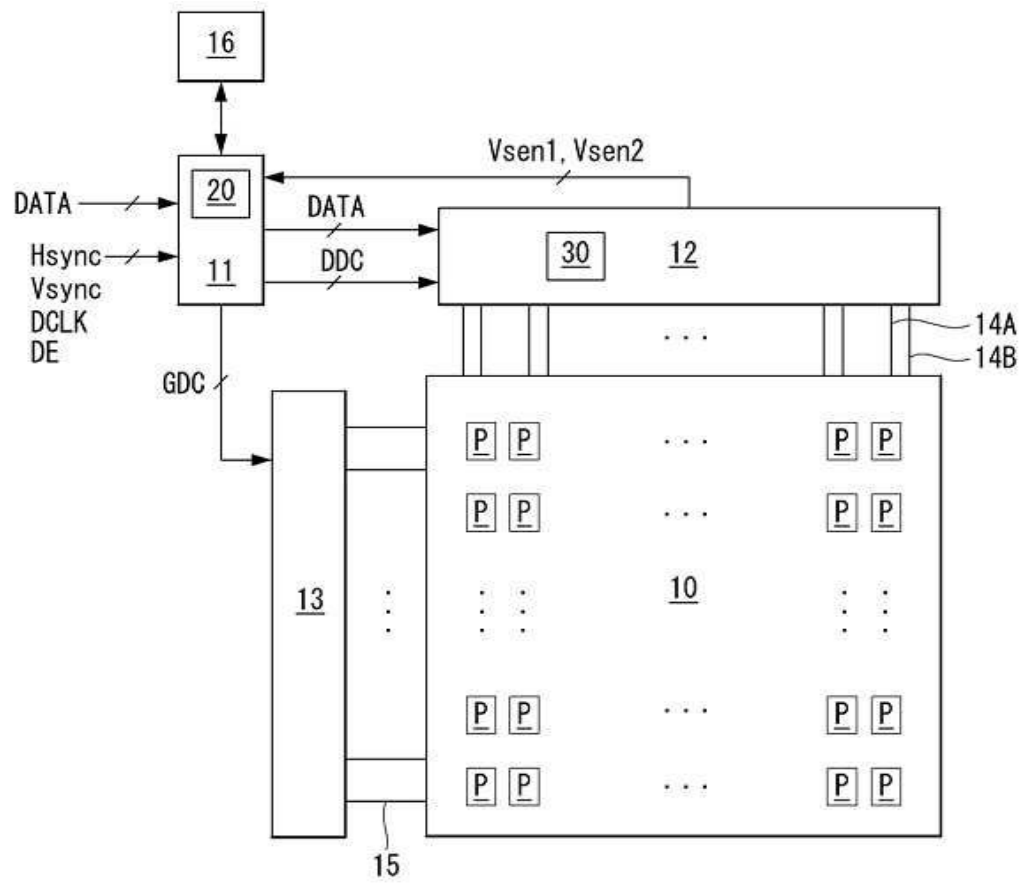 16
Vsen1, Vsen2
20
DATA
DATA
30
12
Hsync
11
DDC
Vsync
DCLK
DE
14A
14B
GDC
P P ... P P
P P ... P P
13
10
P P ... P P
P P ... P P
15